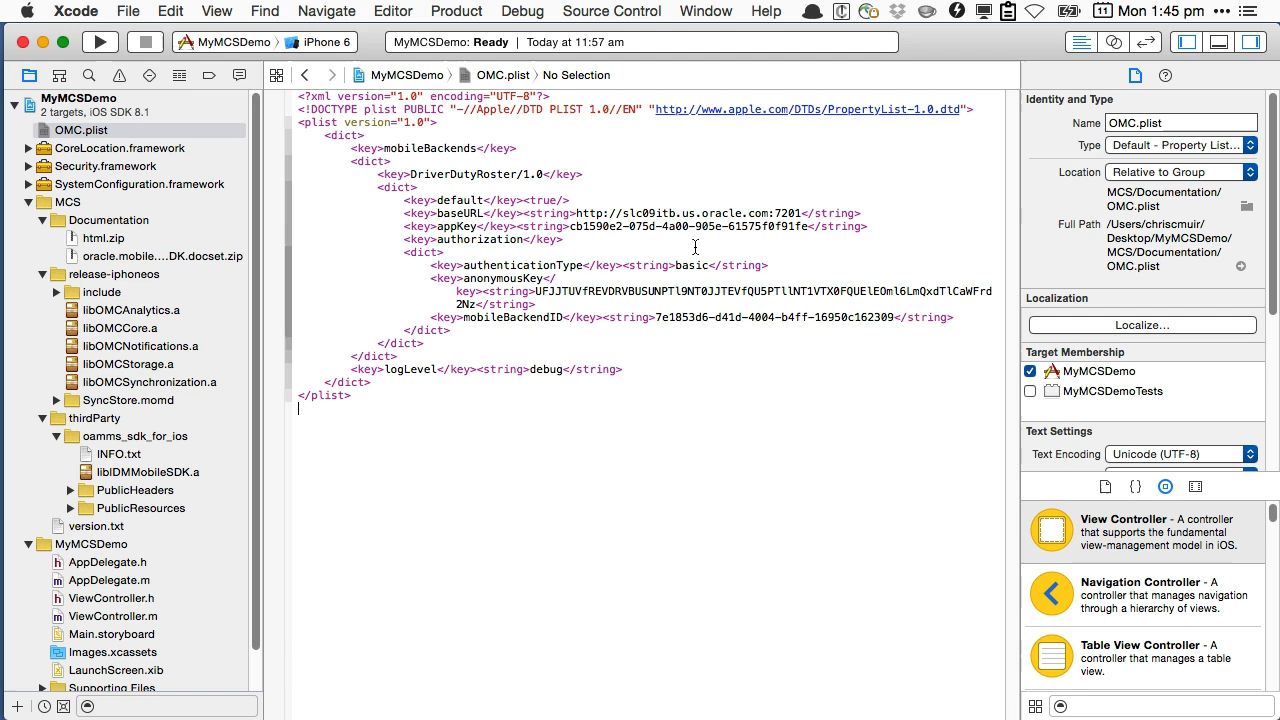 Xcode File Edit View Find Navigate Editor Product Debug Source Control Window Help 11 Mon 1:45 pm
MyMCSDemo iPhone 6 MyMCSDemo: Ready | Today at 11:57 am
MyMCSDemo OMC.plist No Selection
MyMCSDemo
2 targets, iOS SDK 8.1
OMC.plist
CoreLocation.framework
Security.framework
SystemConfiguration.framework
MCS
Documentation
html.zip
oracle.mobile....DK.docset.zip
release-iphoneos
include
libOMCAnalytics.a
libOMCCore.a
libOMCNotifications.a
libOMCStorage.a
libOMCSynchronization.a
SyncStore.momd
thirdParty
oamms_sdk_for_ios
INFO.txt
libIDMMobileSDK.a
PublicHeaders
PublicResources
version.txt
MyMCSDemo
h AppDelegate.h
m AppDelegate.m
h ViewController.h
m ViewController.m
Main.storyboard
Images.xcassets
LaunchScreen.xib
Supporting Files
<?xml version="1.0" encoding="UTF-8"?>
<!DOCTYPE plist PUBLIC "-//Apple//DTD PLIST 1.0//EN" "http://www.apple.com/DTDs/PropertyList-1.0.dtd">
<plist version="1.0">
<dict>
<key>mobileBackends</key>
<dict>
<key>DriverDutyRoster/1.0</key>
<dict>
<key>default</key><true/>
<key>baseURL</key><string>http://slc09itb.us.oracle.com:7201</string>
<key>appKey</key><string>cb1590e2-075d-4a00-905e-61575f0f91fe</string>
<key>authorization</key>
<dict>
<key>authenticationType</key><string>basic</string>
<key>anonymousKey</
key><string>UFJJTUVfREVDRVBUSUNPTl9NT0JJTEVfQU5PTllNT1VTX0FQUElEOml6LmQxdTlCaWFrd
2Nz</string>
<key>mobileBackendID</key><string>7e1853d6-d41d-4004-b4ff-16950c162309</string>
</dict>
</dict>
</dict>
<key>logLevel</key><string>debug</string>
</dict>
</plist>
Identity and Type
Name OMC.plist
Type Default - Property List...
Location Relative to Group
MCS/Documentation/
OMC.plist
Full Path /Users/chriscmuir/
Desktop/MyMCSDemo/
MCS/Documentation/
OMC.plist
Localization
Localize...
Target Membership
MyMCSDemo
MyMCSDemoTests
Text Settings
Text Encoding Unicode (UTF-8)
View Controller - A controller
that supports the fundamental
view-management model in iOS.
Navigation Controller - A
controller that manages navigation
through a hierarchy of views.
Table View Controller - A
controller that manages a table
view.